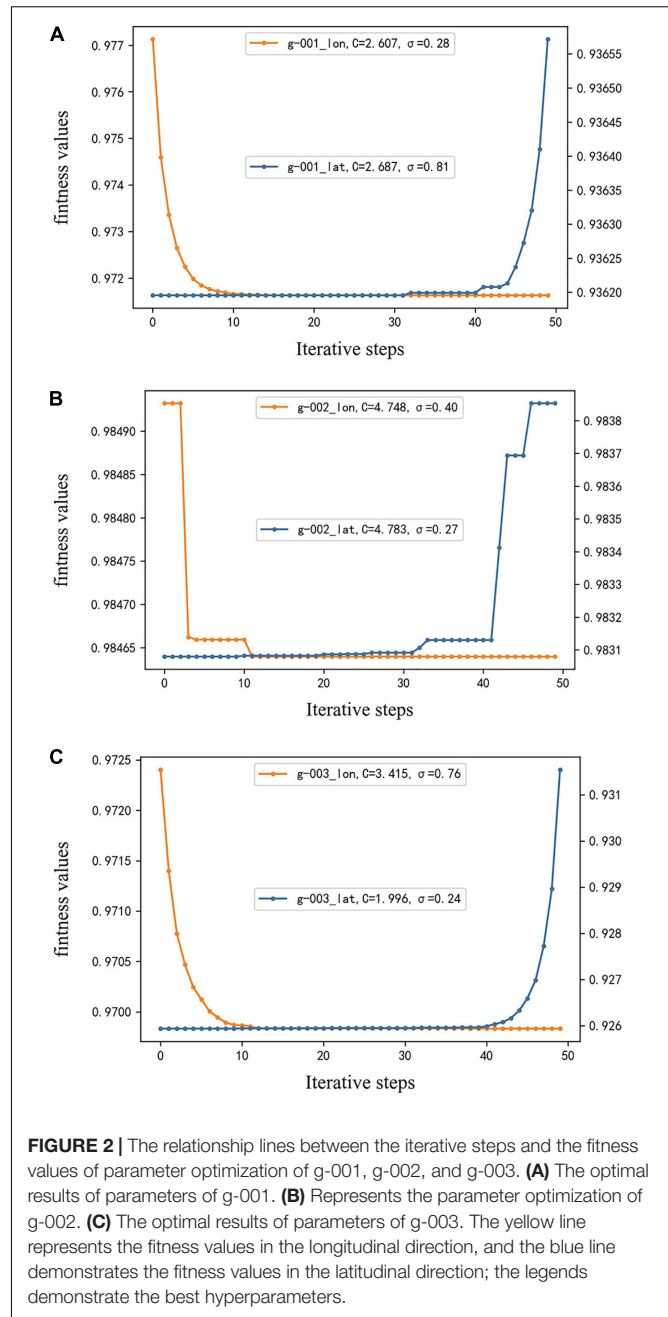 A
fintness values
0.977
0.976
0.975
0.974
0.973
0.972
g-001_lon, C=2.607, σ=0.28
g-001_lat, C=2.687, σ=0.81
0.93655
0.93650
0.93645
0.93640
0.93635
0.93630
0.93625
0.93620
0 10 20 30 40 50
Iterative steps
B
fintness values
0.98490
0.98485
0.98480
0.98475
0.98470
0.98465
g-002_lon, C=4.748, σ=0.40
g-002_lat, C=4.783, σ=0.27
0.9838
0.9837
0.9836
0.9835
0.9834
0.9833
0.9832
0.9831
0 10 20 30 40 50
Iterative steps
C
fintness values
0.9725
0.9720
0.9715
0.9710
0.9705
0.9700
g-003_lon, C=3.415, σ=0.76
g-003_lat, C=1.996, σ=0.24
0.931
0.930
0.929
0.928
0.927
0.926
0 10 20 30 40 50
Iterative steps
FIGURE 2 | The relationship lines between the iterative steps and the fitness
values of parameter optimization of g-001, g-002, and g-003. (A) The optimal
results of parameters of g-001. (B) Represents the parameter optimization of
g-002. (C) The optimal results of parameters of g-003. The yellow line
represents the fitness values in the longitudinal direction, and the blue line
demonstrates the fitness values in the latitudinal direction; the legends
demonstrate the best hyperparameters.